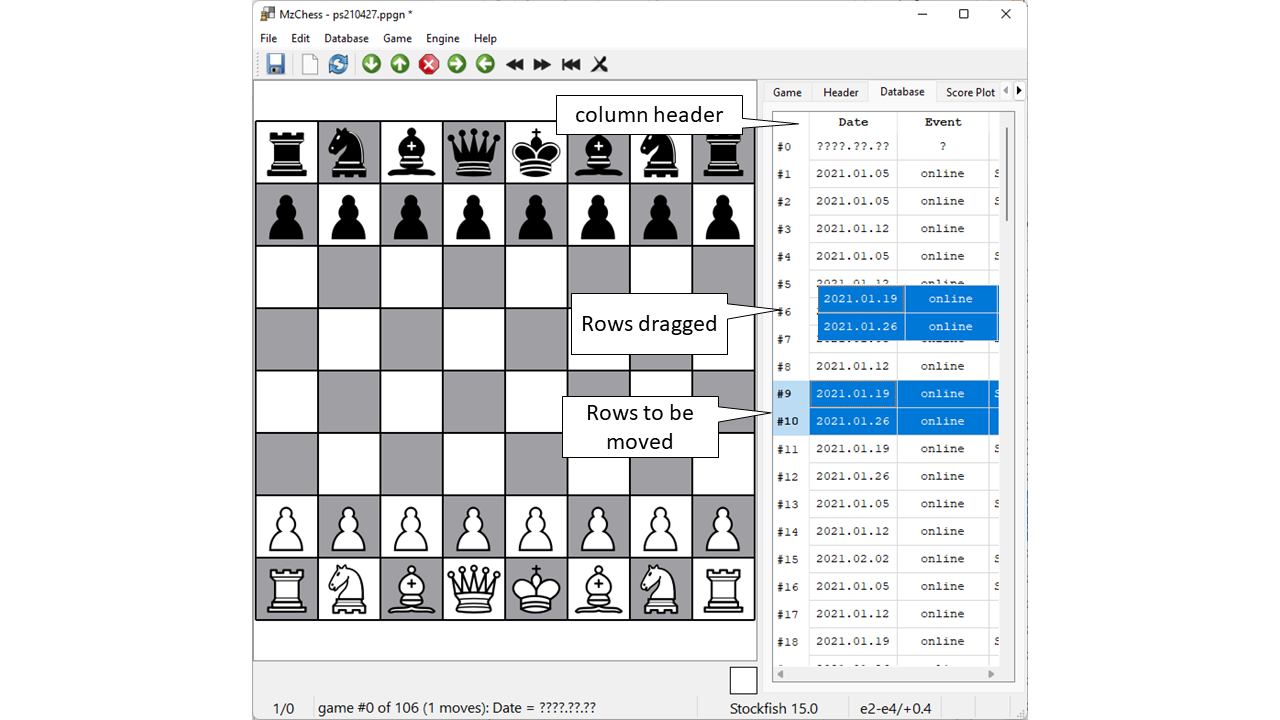 MzChess - ps210427.ppgn *
File Edit Database Game Engine Help
Game Header Database Score Plot
column header
Date Event
#0 ????.??.?? ?
#1 2021.01.05 online
#2 2021.01.05 online
#3 2021.01.12 online
#4 2021.01.05 online
#5 2021.01.12 online
2021.01.19 online
Rows dragged
#6
2021.01.26 online
#7
#8 2021.01.12 online
#9 2021.01.19 online
Rows to be
moved
#10 2021.01.26 online
#11 2021.01.19 online
#12 2021.01.26 online
#13 2021.01.05 online
#14 2021.01.12 online
#15 2021.02.02 online
#16 2021.01.05 online
#17 2021.01.12 online
#18 2021.01.19 online
1/0 game #0 of 106 (1 moves): Date = ????.??.?? Stockfish 15.0 e2-e4/+0.4